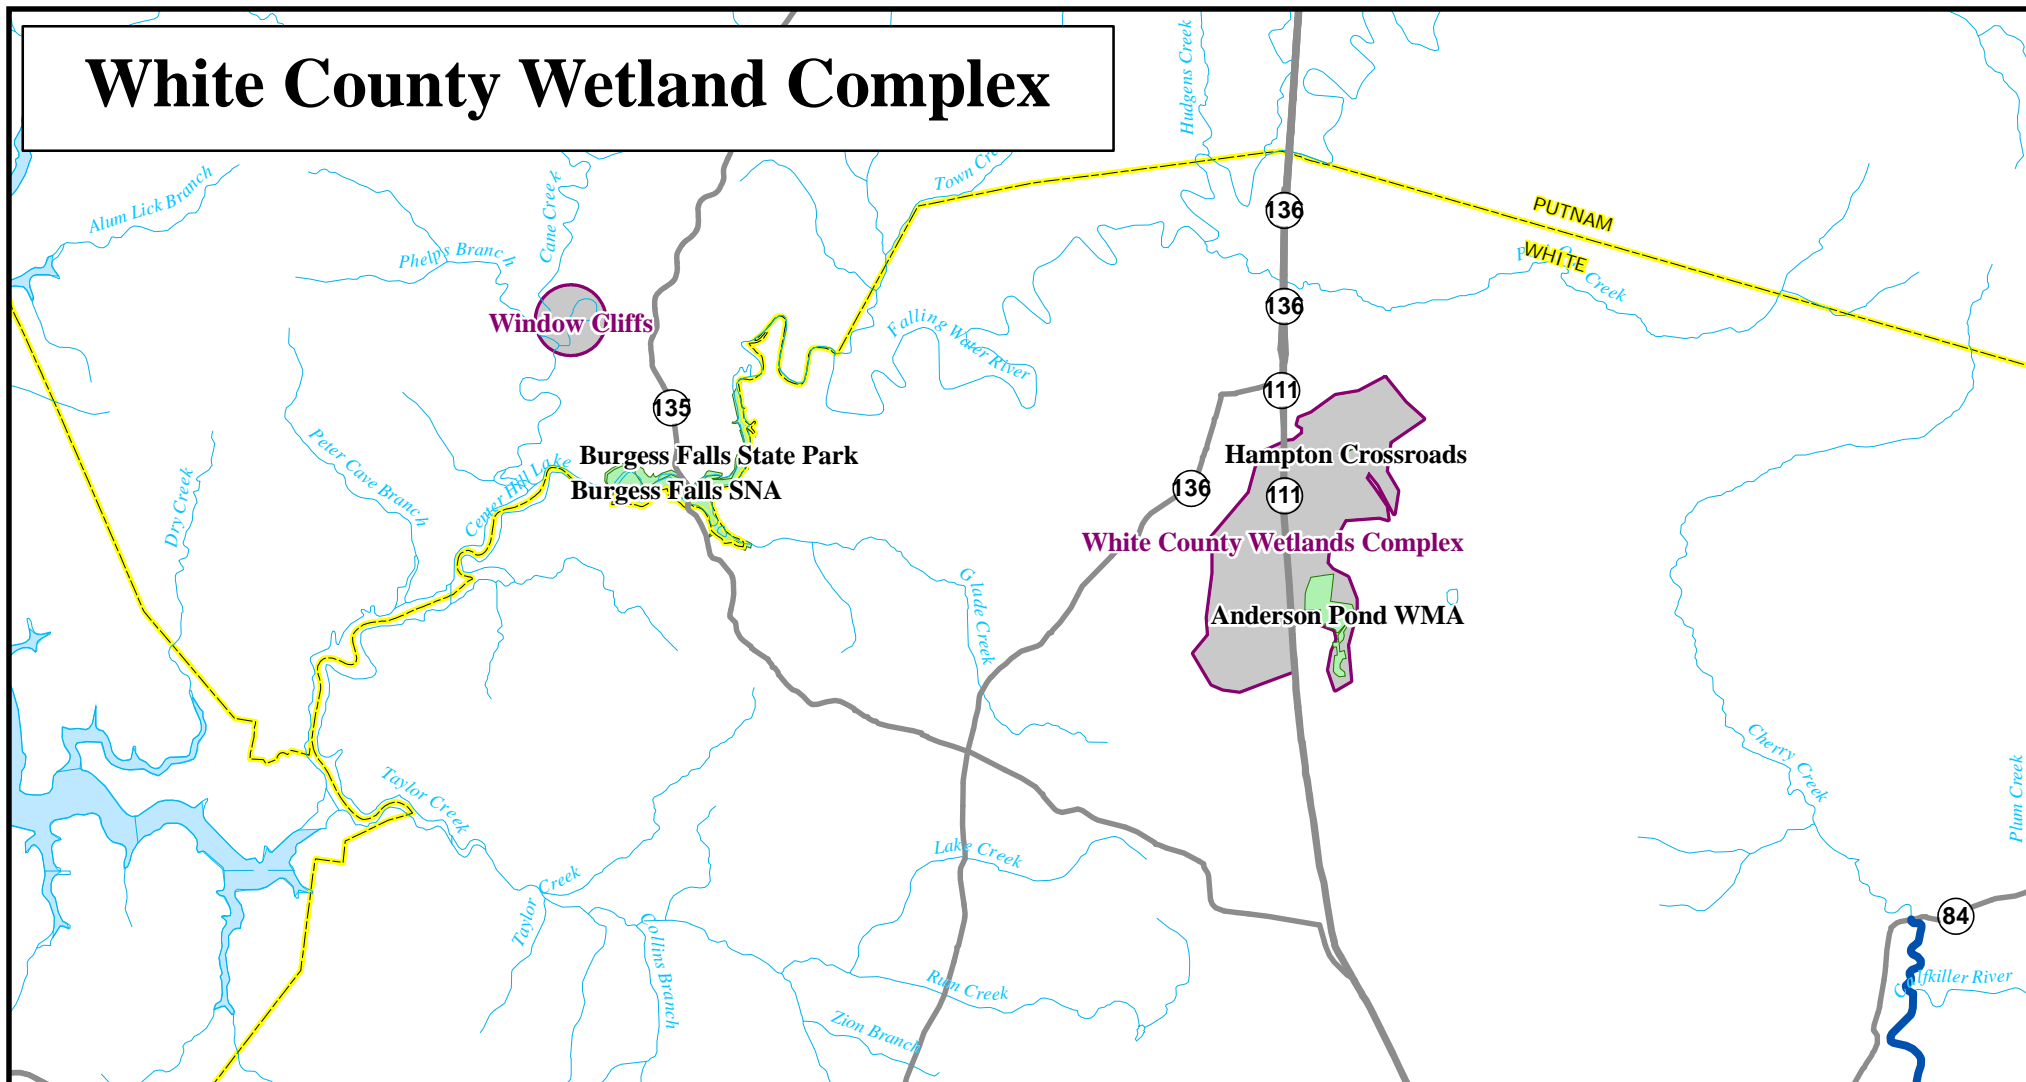 White County Wetland Complex
Hudgens Creek
Town Cre
Alum Lick Branch
Cane Creek
Phelps Branch
136
PUTNAM
WHITE
Creek
Window Cliffs
136
Falling Water River
111
135
Burgess Falls State Park
Hampton Crossroads
Peter Cave Branch
Center Hill Lake
Burgess Falls SNA
136
111
Dry Creek
White County Wetlands Complex
Glade Creek
Anderson Pond WMA
Cherry Creek
Plum Creek
Taylor Creek
Lake Creek
Taylor Creek
84
Collins Branch
Rum Creek
Calfkiller River
Zion Branch